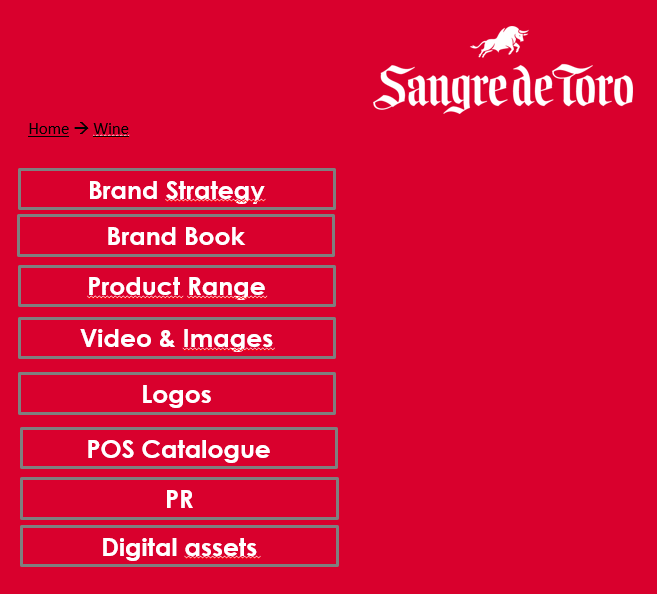 Sangre de Toro
Home → Wine
Brand Strategy
Brand Book
Product Range
Video & Images
Logos
POS Catalogue
PR
Digital assets